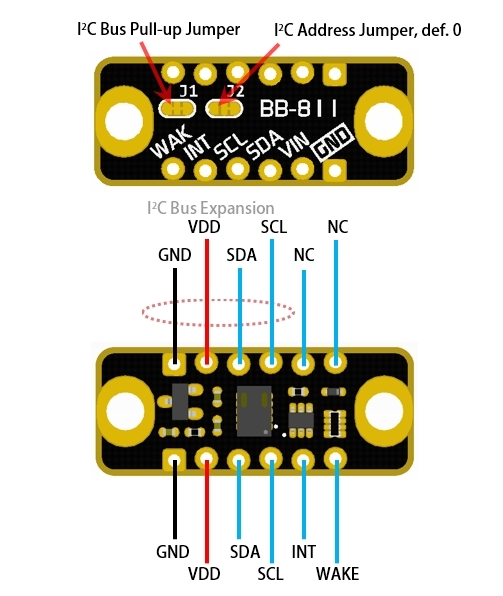 I²C Bus Pull-up Jumper
I²C Address Jumper, def. 0
J1 J2
BB-811
WAK INT SCL SDA VIN GND
I²C Bus Expansion
VDD SCL NC
GND SDA NC
GND SDA INT
VDD SCL WAKE